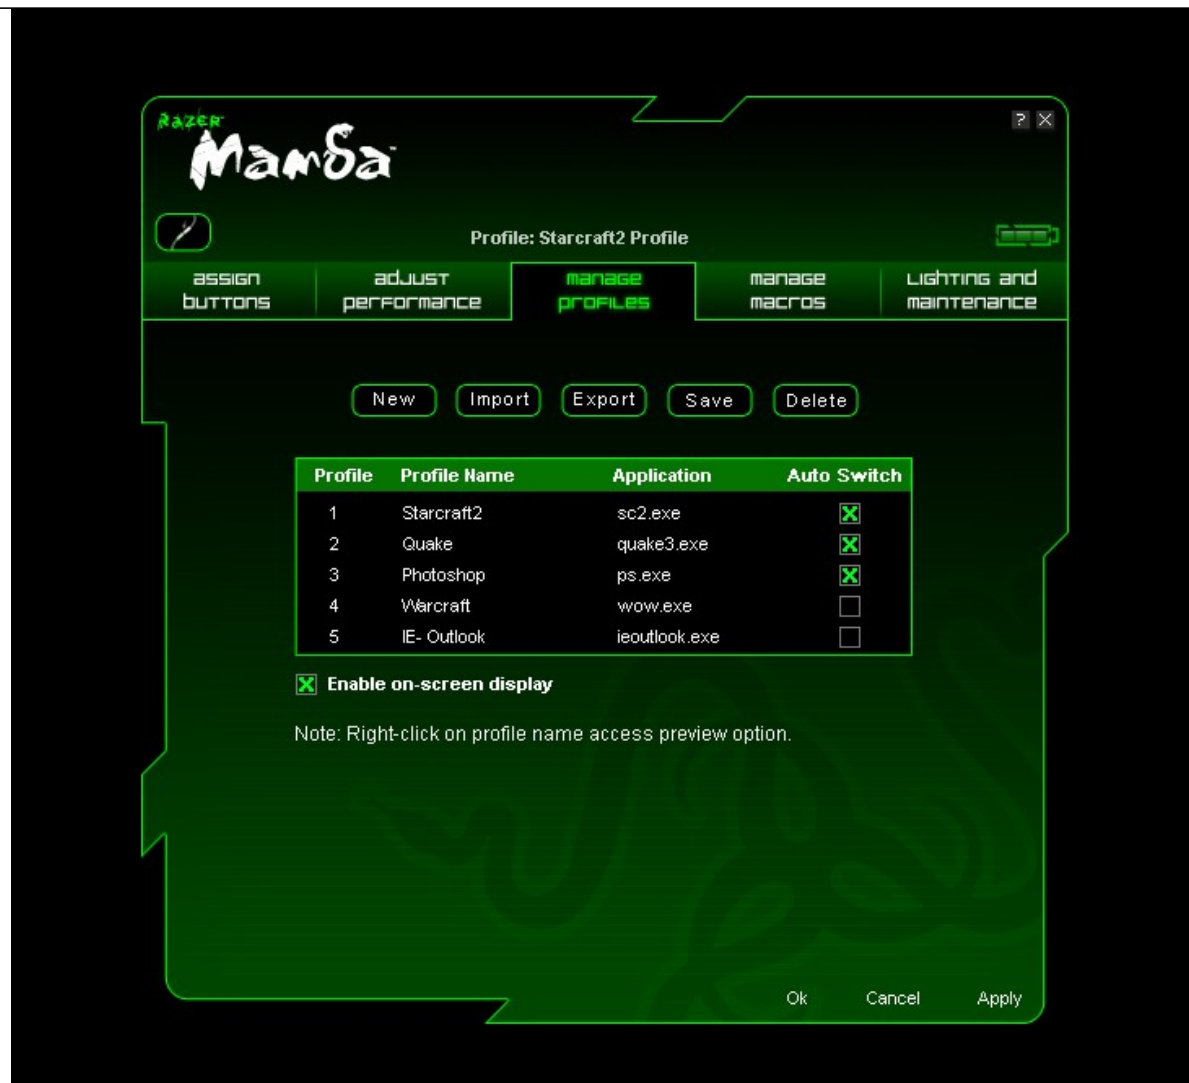 RAZER™
Mamba™
? X
Profile: Starcraft2 Profile
assign buttons
adjust performance
manage profiles
manage macros
Lighting and maintenance
New Import Export Save Delete
Profile Profile Name Application Auto Switch
1 Starcraft2 sc2.exe
2 Quake quake3.exe
3 Photoshop ps.exe
4 Warcraft wow.exe
5 IE- Outlook ieoutlook.exe
Enable on-screen display
Note: Right-click on profile name access preview option.
Ok Cancel Apply